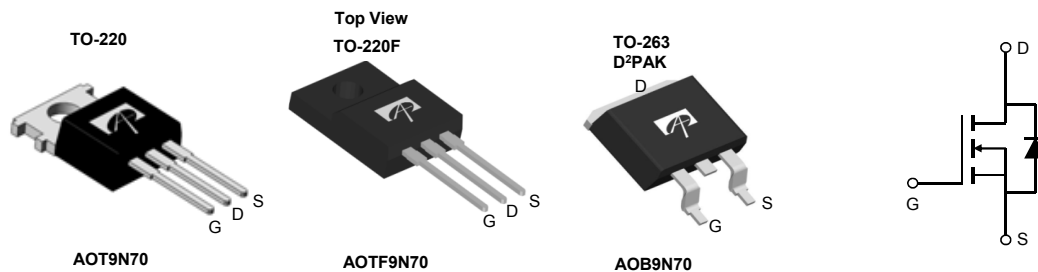 Top View
TO-220
TO-220F
TO-263
D²PAK
D
G
D
S
G
D
S
G
S
D
G
S
AOT9N70
AOTF9N70
AOB9N70